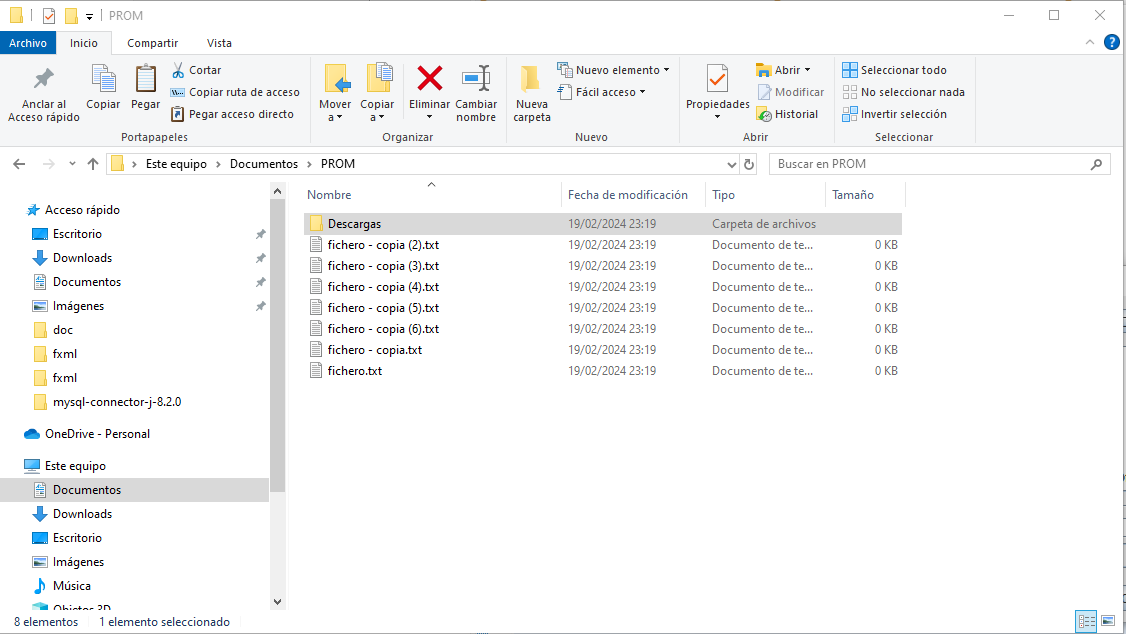 PROM
Archivo Inicio Compartir Vista
Anclar al Acceso rápido
Copiar
Pegar
Cortar
Copiar ruta de acceso
Pegar acceso directo
Portapapeles
Mover a
Copiar a
Eliminar
Cambiar nombre
Organizar
Nueva carpeta
Nuevo elemento
Fácil acceso
Nuevo
Propiedades
Abrir
Modificar
Historial
Abrir
Seleccionar todo
No seleccionar nada
Invertir selección
Seleccionar
Este equipo > Documentos > PROM
Buscar en PROM
Acceso rápido
Escritorio
Downloads
Documentos
Imágenes
doc
fxml
fxml
mysql-connector-j-8.2.0
OneDrive - Personal
Este equipo
Documentos
Downloads
Escritorio
Imágenes
Música
Objetos 3D
Nombre Fecha de modificación Tipo Tamaño
Descargas 19/02/2024 23:19 Carpeta de archivos
fichero - copia (2).txt 19/02/2024 23:19 Documento de te... 0 KB
fichero - copia (3).txt 19/02/2024 23:19 Documento de te... 0 KB
fichero - copia (4).txt 19/02/2024 23:19 Documento de te... 0 KB
fichero - copia (5).txt 19/02/2024 23:19 Documento de te... 0 KB
fichero - copia (6).txt 19/02/2024 23:19 Documento de te... 0 KB
fichero - copia.txt 19/02/2024 23:19 Documento de te... 0 KB
fichero.txt 19/02/2024 23:19 Documento de te... 0 KB
8 elementos 1 elemento seleccionado